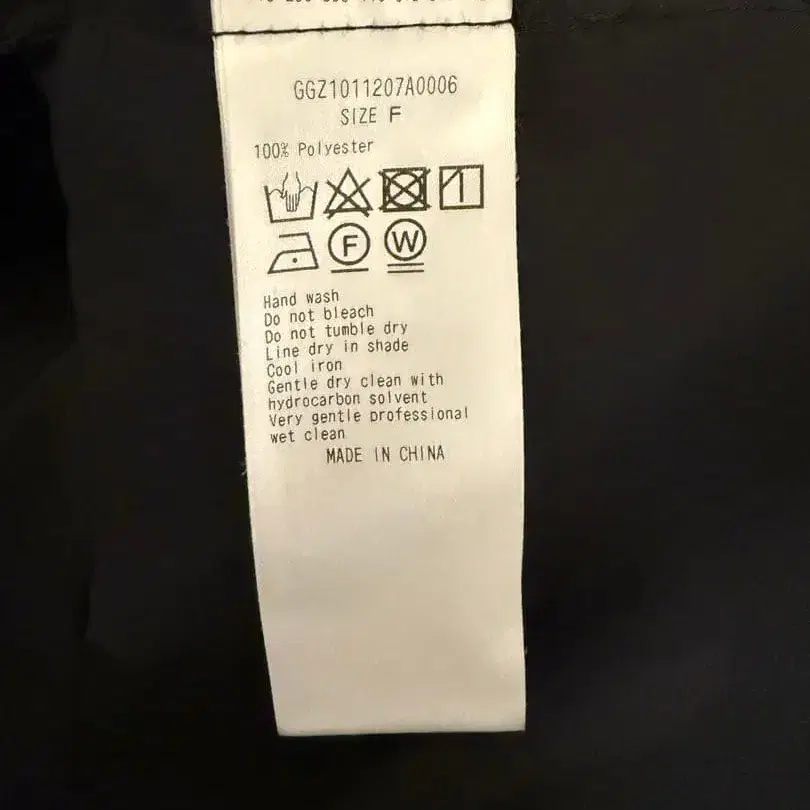 GGZ1011207A0006
SIZE F
100% Polyester
F W
Hand wash
Do not bleach
Do not tumble dry
Line dry in shade
Cool iron
Gentle dry clean with
hydrocarbon solvent
Very gentle professional
wet clean
MADE IN CHINA